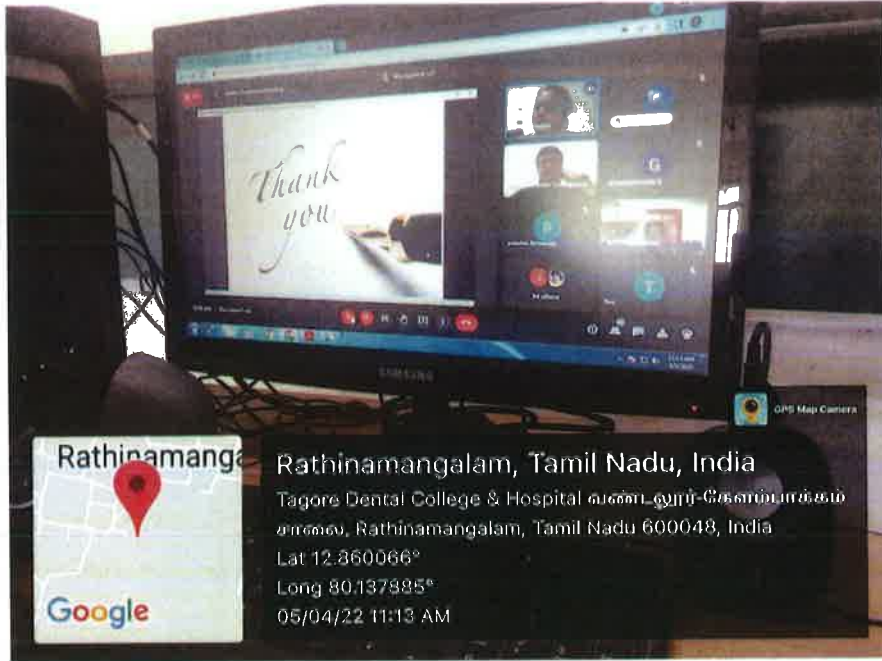 Thank
you
SAMSUNG
GPS Map Camera
Rathinamanga
Google
Rathinamangalam, Tamil Nadu, India
Tagore Dental College & Hospital வண்டலூர்-கேளம்பாக்கம்
சாலை, Rathinamangalam, Tamil Nadu 600048, India
Lat 12.860066°
Long 80.137885°
05/04/22 11:13 AM